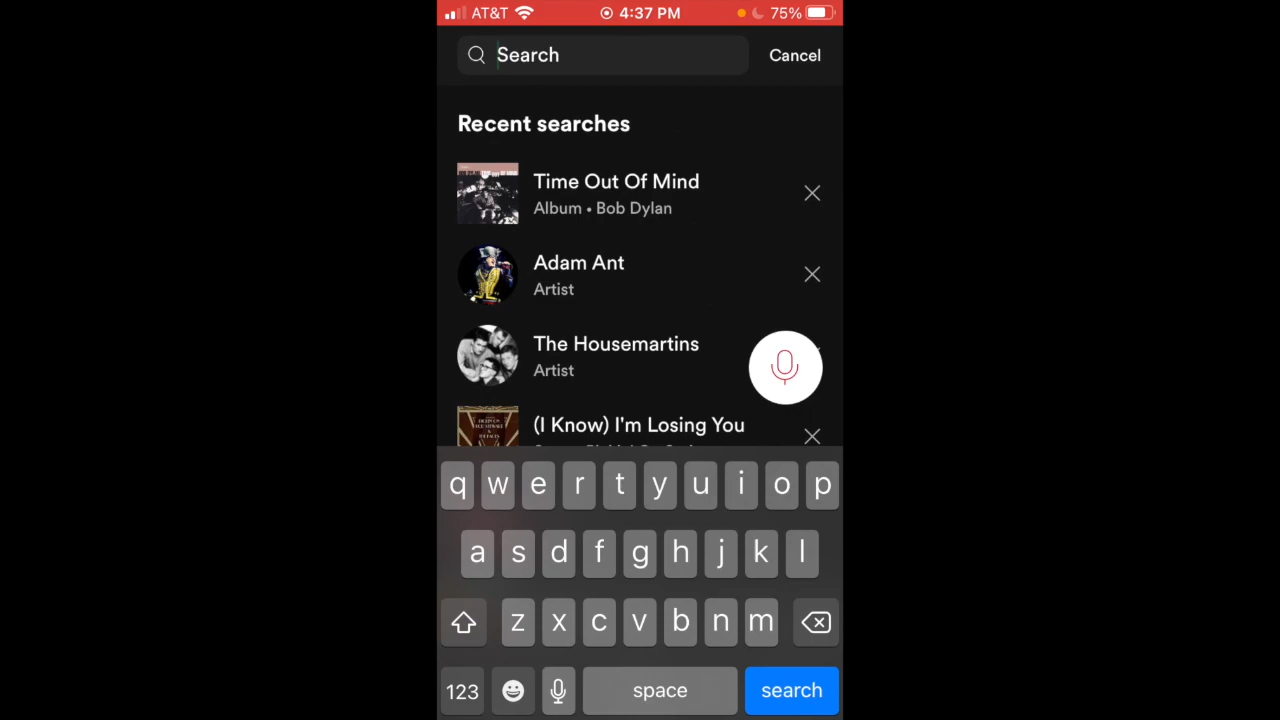 AT&T 4:37 PM 75%
Search Cancel
Recent searches
Time Out Of Mind
Album • Bob Dylan
Adam Ant
Artist
The Housemartins
Artist
(I Know) I'm Losing You
q w e r t y u i o p
a s d f g h j k l
z x c v b n m
123 space search